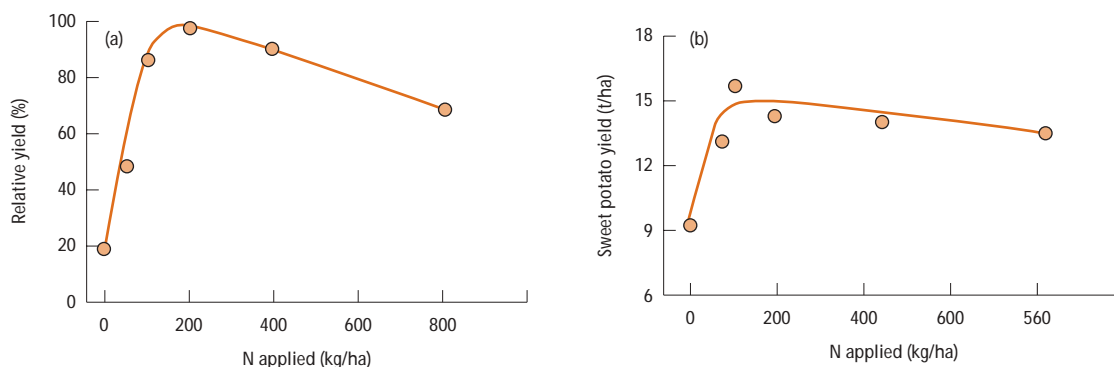 (a)
100
80
60
40
20
0
Relative yield (%)
0 200 400 600 800
N applied (kg/ha)
(b)
18
15
12
9
6
Sweet potato yield (t/ha)
0 200 400 600 560
N applied (kg/ha)